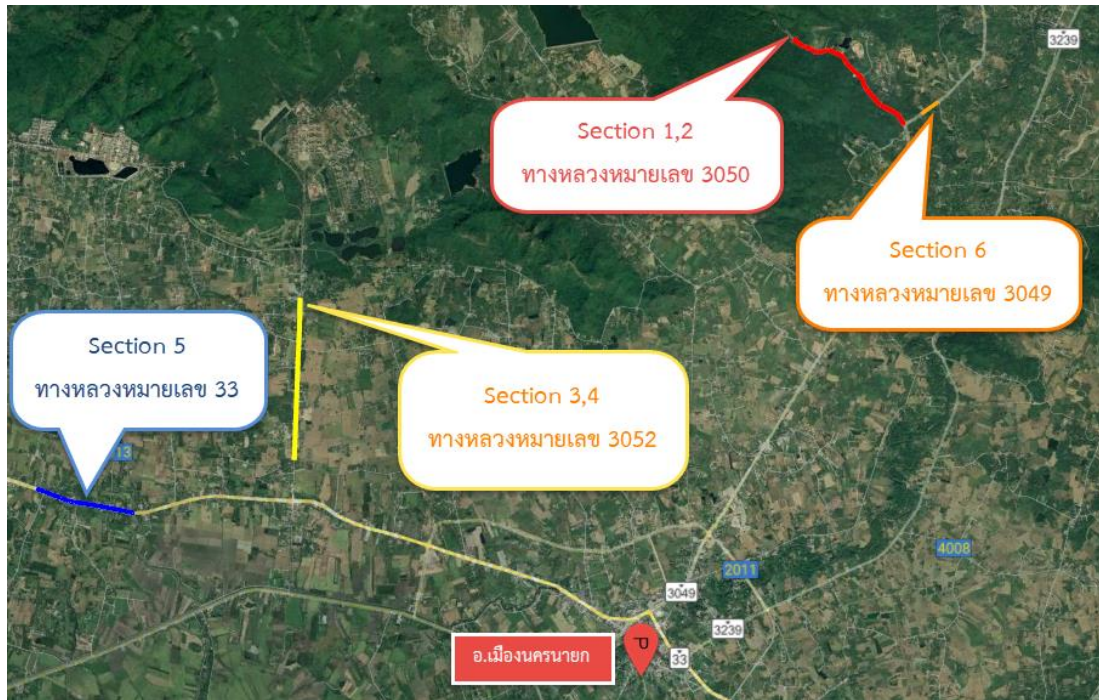 3239
Section 1,2
ทางหลวงหมายเลข 3050
Section 6
ทางหลวงหมายเลข 3049
Section 5
ทางหลวงหมายเลข 33
Section 3,4
ทางหลวงหมายเลข 3052
13
4008
2011
3049
3239
อ.เมืองนครนายก
33